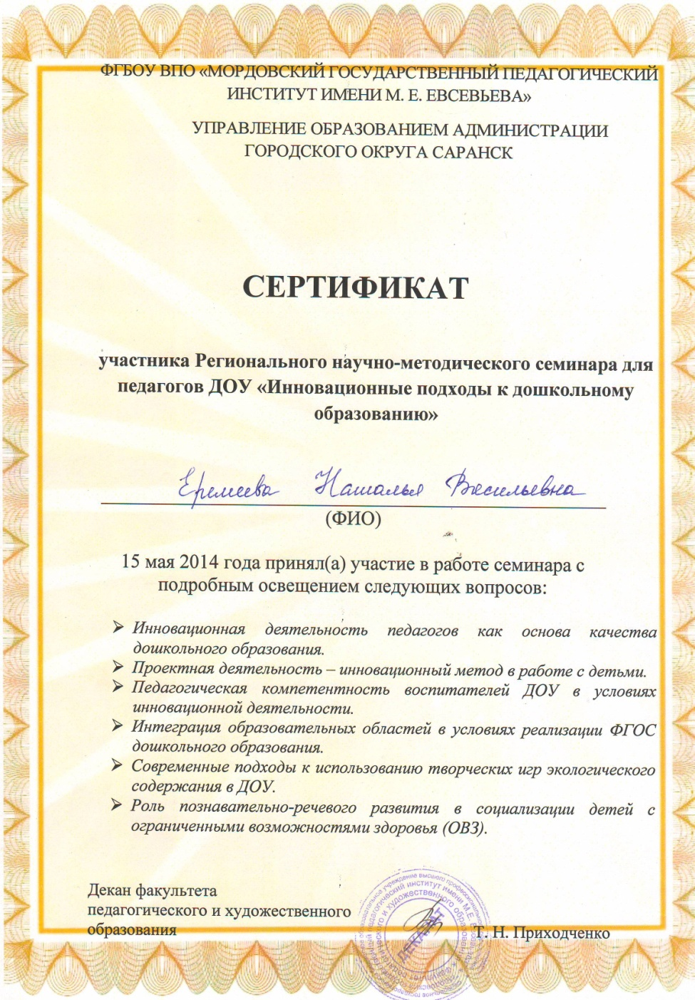 ФГБОУ ВПО «МОРДОВСКИЙ ГОСУДАРСТВЕННЫЙ ПЕДАГОГИЧЕСКИЙ
ИНСТИТУТ ИМЕНИ М. Е. ЕВСЕВЬЕВА»
УПРАВЛЕНИЕ ОБРАЗОВАНИЕМ АДМИНИСТРАЦИИ
ГОРОДСКОГО ОКРУГА САРАНСК
СЕРТИФИКАТ
участника Регионального научно-методического семинара для
педагогов ДОУ «Инновационные подходы к дошкольному
образованию»
Еремеева Наталья Васильевна
(ФИО)
15 мая 2014 года принял(а) участие в работе семинара с
подробным освещением следующих вопросов:
➢ Инновационная деятельность педагогов как основа качества
дошкольного образования.
➢ Проектная деятельность – инновационный метод в работе с детьми.
➢ Педагогическая компетентность воспитателей ДОУ в условиях
инновационной деятельности.
➢ Интеграция образовательных областей в условиях реализации ФГОС
дошкольного образования.
➢ Современные подходы к использованию творческих игр экологического
содержания в ДОУ.
➢ Роль познавательно-речевого развития в социализации детей с
ограниченными возможностями здоровья (ОВЗ).
Декан факультета
педагогического и художественного
образования
Т. Н. Приходченко
ДЕКАНАТ